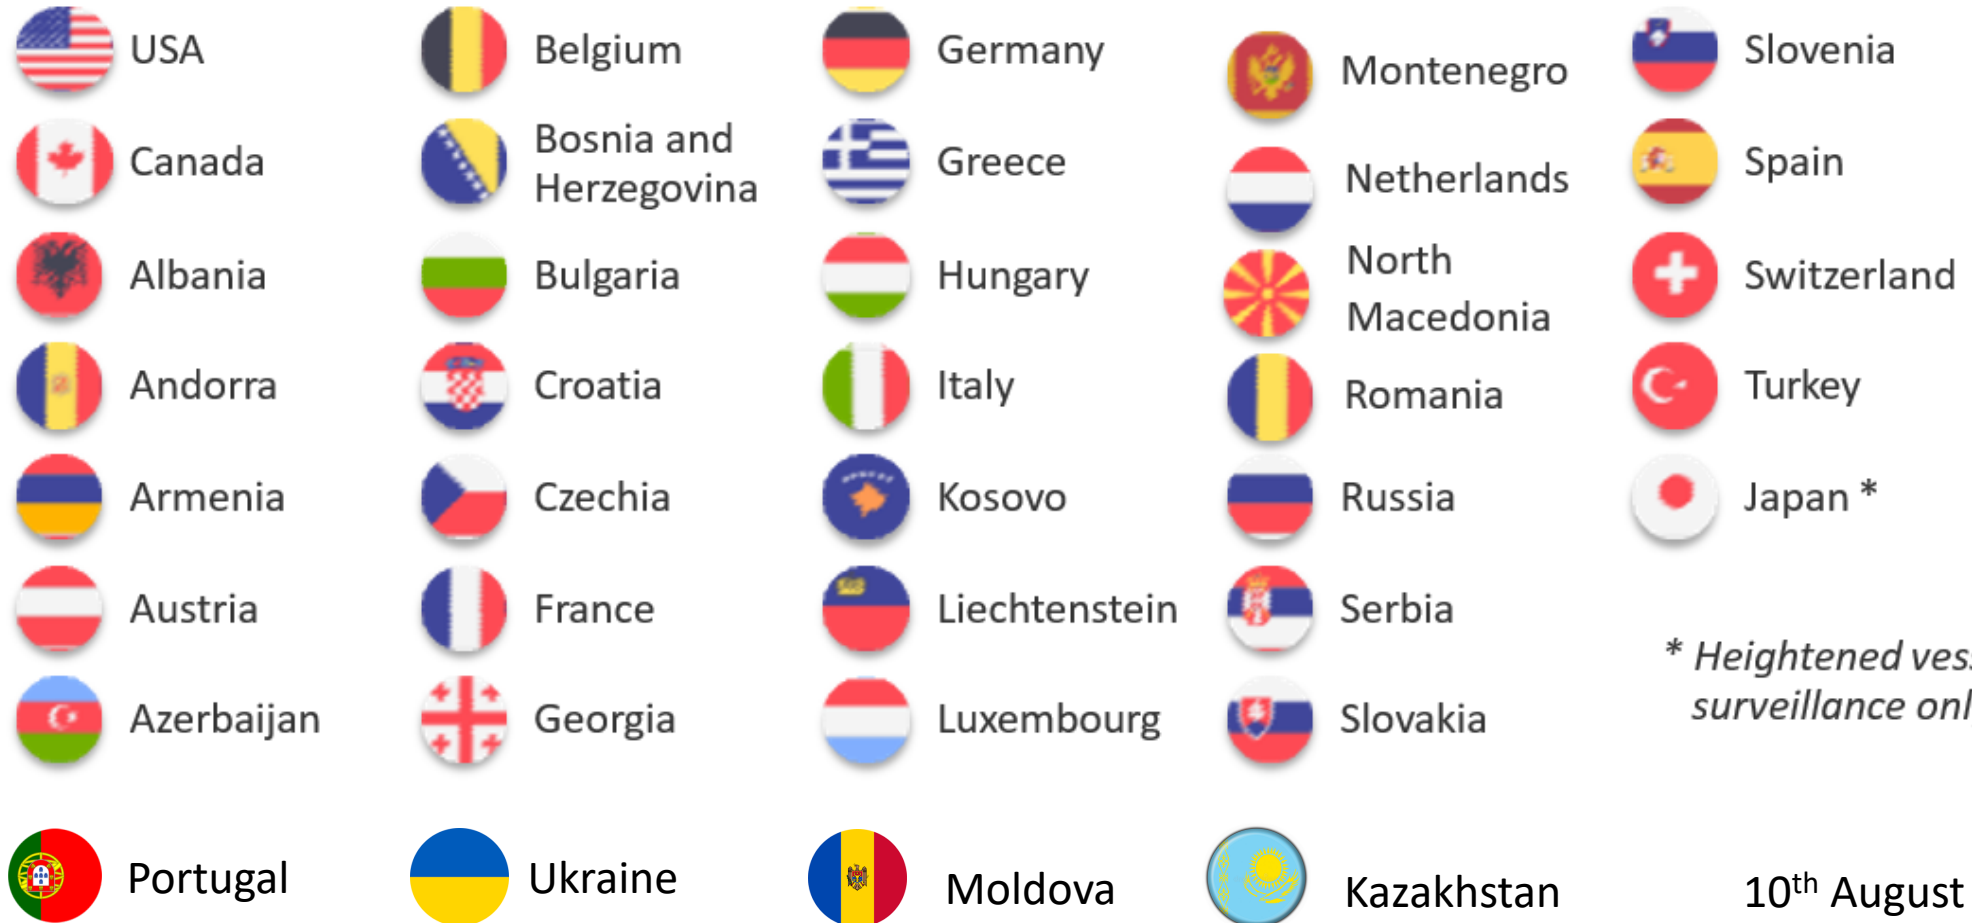 USA
Canada
Albania
Andorra
Armenia
Austria
Azerbaijan
Belgium
Bosnia and
Herzegovina
Bulgaria
Croatia
Czechia
France
Georgia
Germany
Greece
Hungary
Italy
Kosovo
Liechtenstein
Luxembourg
Montenegro
Netherlands
North
Macedonia
Romania
Russia
Serbia
Slovakia
Slovenia
Spain
Switzerland
Turkey
Japan *
* Heightened
surveillance
Portugal
Ukraine
Moldova
Kazakhstan
10th August